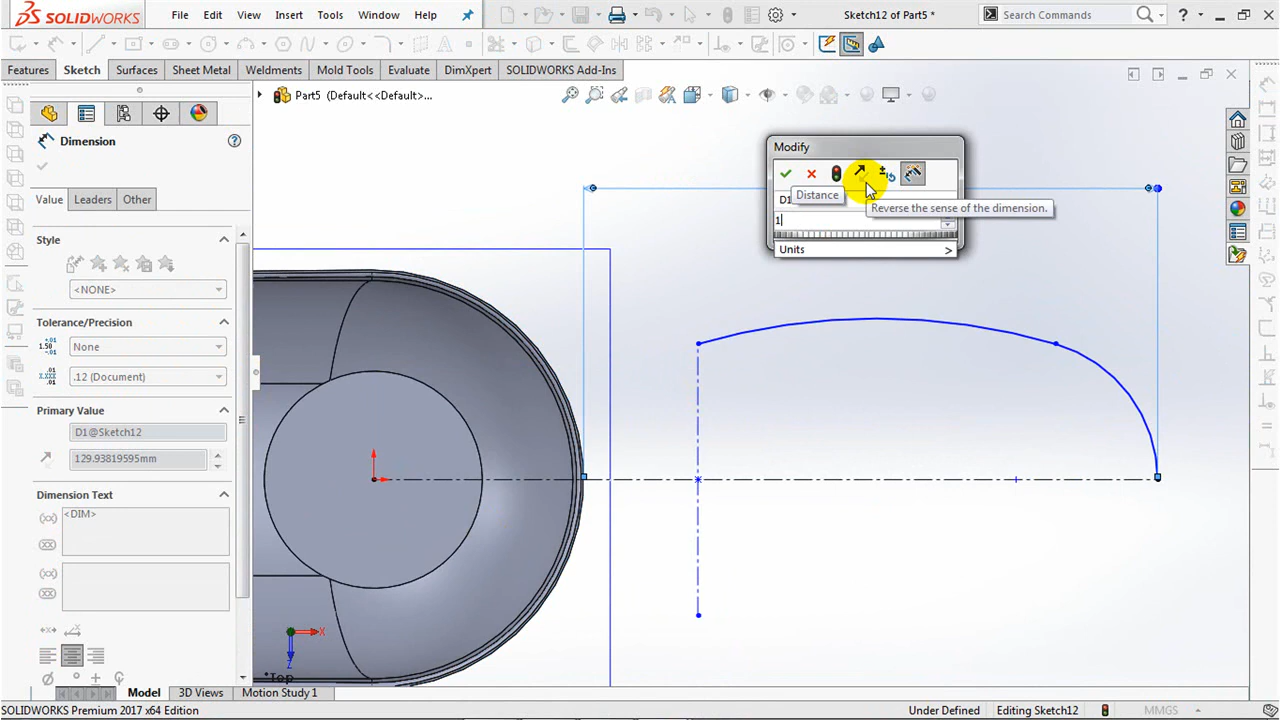 SOLIDWORKS
File
Edit
View
Insert
Tools
Window
Help
Sketch12 of Part5 *
Search Commands
?
Features
Sketch
Surfaces
Sheet Metal
Weldments
Mold Tools
Evaluate
DimXpert
SOLIDWORKS Add-Ins
Part5 (Default<<Default>...
Dimension
Value
Leaders
Other
Style
<NONE>
Tolerance/Precision
None
.12 (Document)
Primary Value
D1@Sketch12
129.93819595mm
Dimension Text
<DIM>
Modify
D1
Distance
Reverse the sense of the dimension.
1
Units
>
X
Z
*Top
Model
3D Views
Motion Study 1
SOLIDWORKS Premium 2017 x64 Edition
Under Defined
Editing Sketch12
MMGS